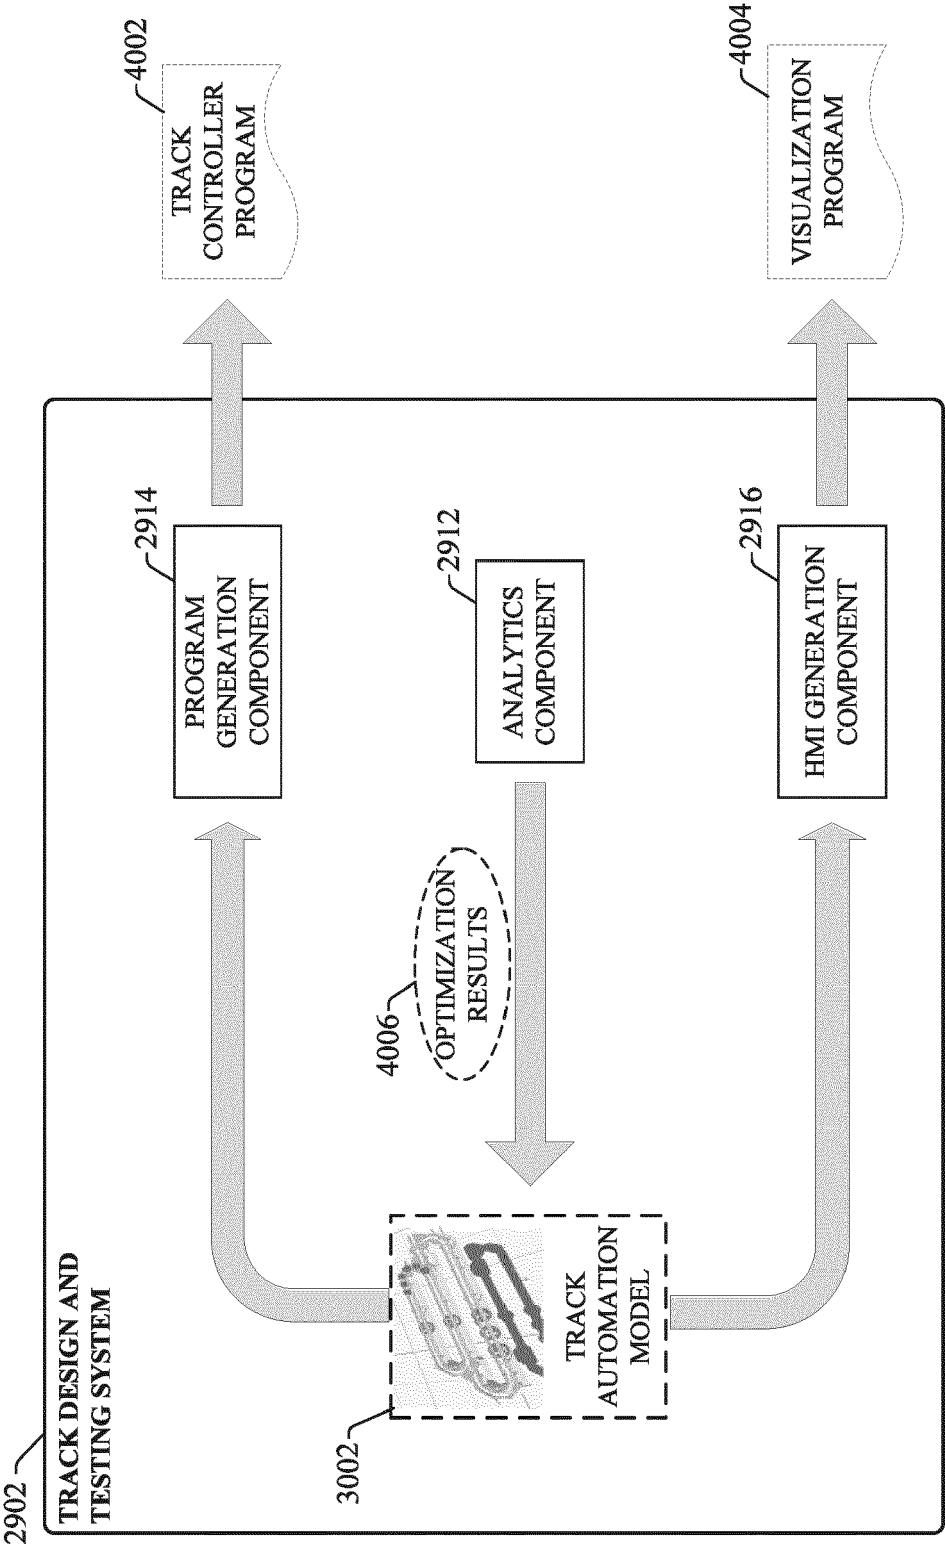 2902
TRACK DESIGN AND
TESTING SYSTEM
3002
TRACK
AUTOMATION
MODEL
4006
OPTIMIZATION
RESULTS
2914
PROGRAM
GENERATION
COMPONENT
2912
ANALYTICS
COMPONENT
2916
HMI GENERATION
COMPONENT
4002
TRACK
CONTROLLER
PROGRAM
4004
VISUALIZATION
PROGRAM